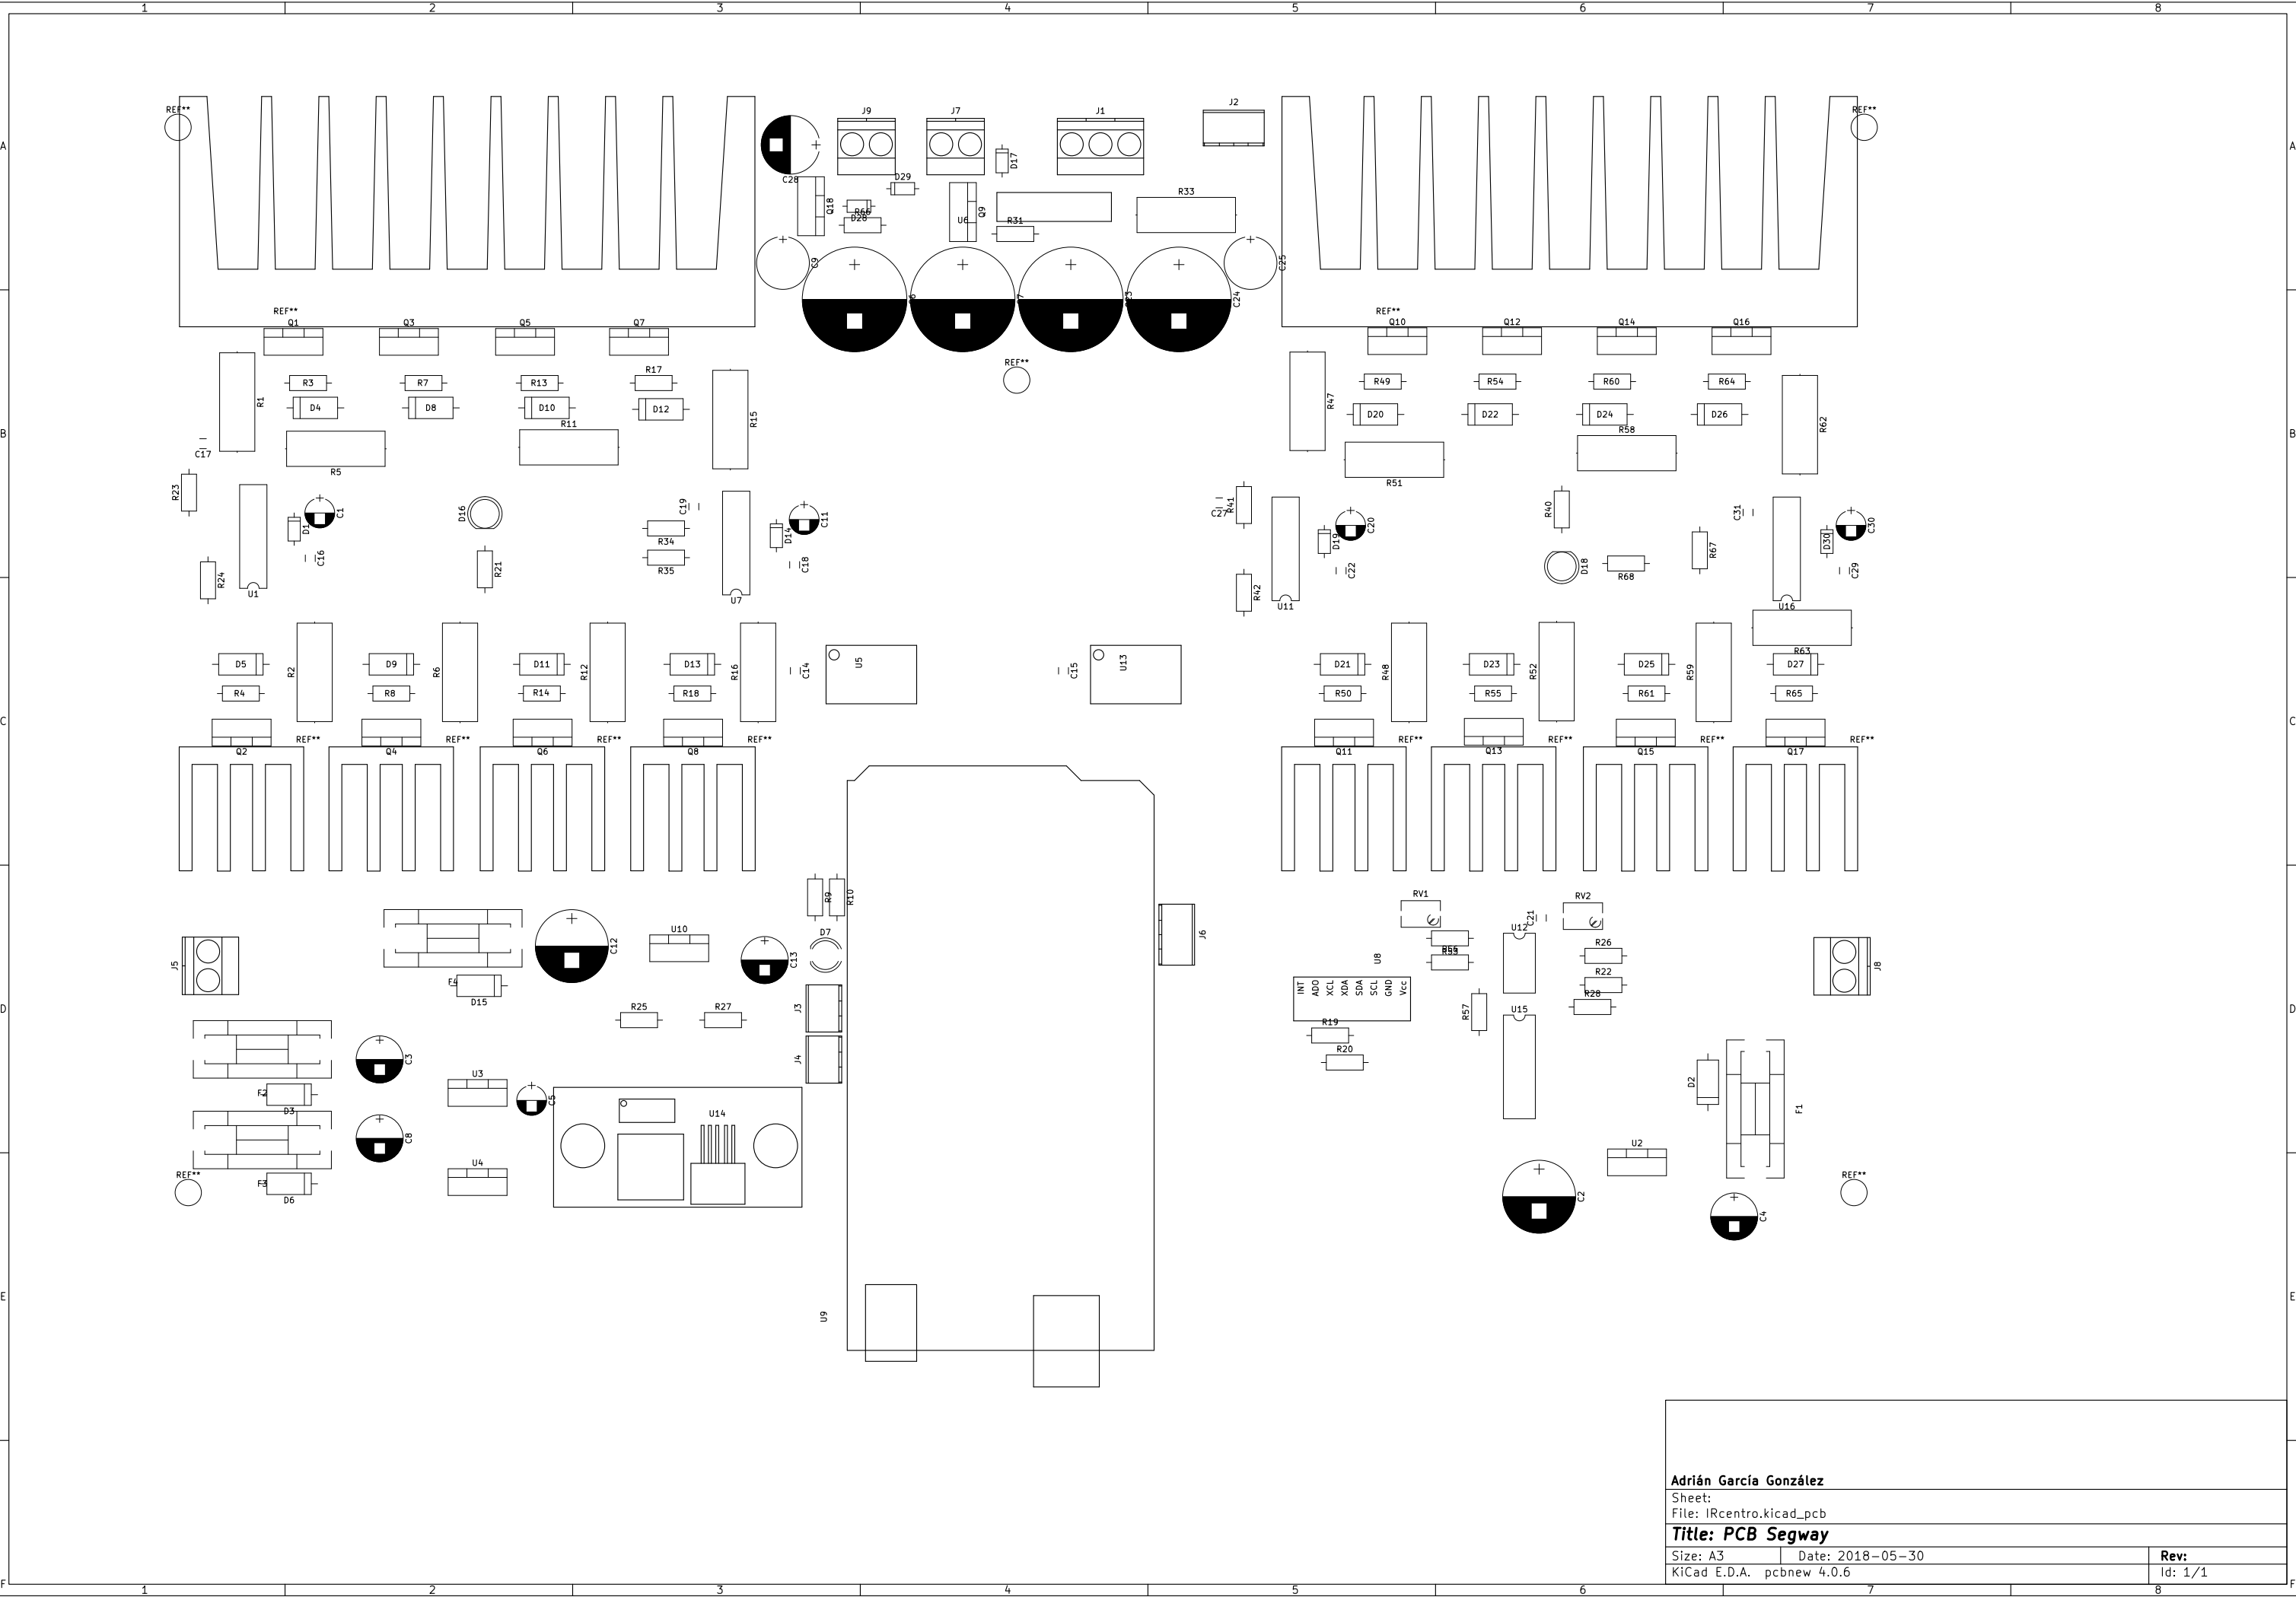 1 2 3 4 5 6 7 8
REF** J9 J7 J1 J2 REF**
A A
D17
C28 D29
Q18 R66 D28 U6 Q9 R31 R33
C9 C25
C24
REF** REF**
Q1 Q3 Q5 Q7 Q10 Q12 Q14 Q16
REF**
R3 R7 R13 R17 R49 R54 R60 R64
R1 D4 D8 D10 D12 R15 R47 D20 D22 D24 D26 R62
B B
R11 R58
C17 R5 R51
R23 D1 C1 D16 C19 D14 C11 C27 R41 D19 C20 R40 C31 D30 C30
R34
R24 C16 R21 R35 C18 R42 C22 D18 R68 R67 C29
U1 U7 U11 U16
R63
D5 R2 D9 R6 D11 R12 D13 R16 C14 U5 C15 U13 D21 R48 D23 R52 D25 R59 D27
R4 R8 R14 R18 R50 R55 R61 R65
C C
REF** REF** REF** REF** REF** REF** REF** REF**
Q2 Q4 Q6 Q8 Q11 Q13 Q15 Q17
R9 R10 RV1 RV2
C12 U10 C13 D7 J6 U12 C21
R26
J5 U8 R53 J8
F4 INT ADO XCL XDA SDA SCL GND Vcc R22
D15 R28
D D
R25 R27 J3 R57 U15
R19
C3 J4 R20
U3 D2
F2 D3 C5 U14 F1
C8
U4 U2
REF** F3 D6 REF**
C2 C4
E E
U9
Adrián García González
Sheet:
File: IRcentro.kicad_pcb
Title: PCB Segway
Size: A3 Date: 2018-05-30 Rev:
KiCad E.D.A. pcbnew 4.0.6 Id: 1/1
F F
1 2 3 4 5 6 7 8